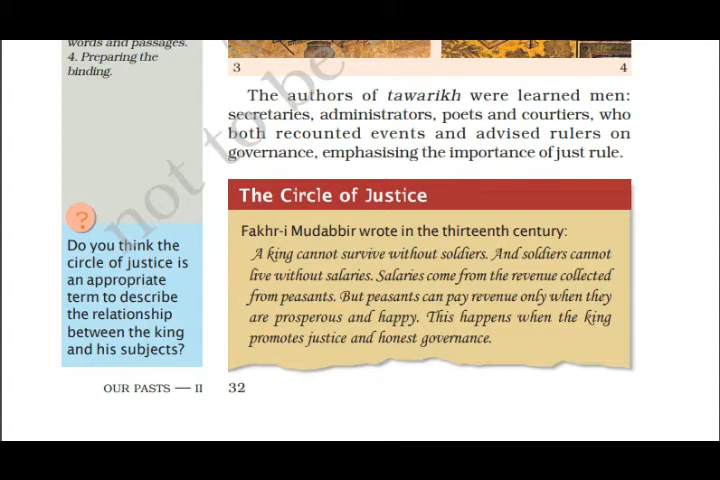 words and passages.
4. Preparing the
binding.
3
4
The authors of tawarikh were learned men:
secretaries, administrators, poets and courtiers, who
both recounted events and advised rulers on
governance, emphasising the importance of just rule.
The Circle of Justice
Fakhr-i Mudabbir wrote in the thirteenth century:
A king cannot survive without soldiers. And soldiers cannot
live without salaries. Salaries come from the revenue collected
from peasants. But peasants can pay revenue only when they
are prosperous and happy. This happens when the king
promotes justice and honest governance.
?
Do you think the
circle of justice is
an appropriate
term to describe
the relationship
between the king
and his subjects?
OUR PASTS — II
32
not to be